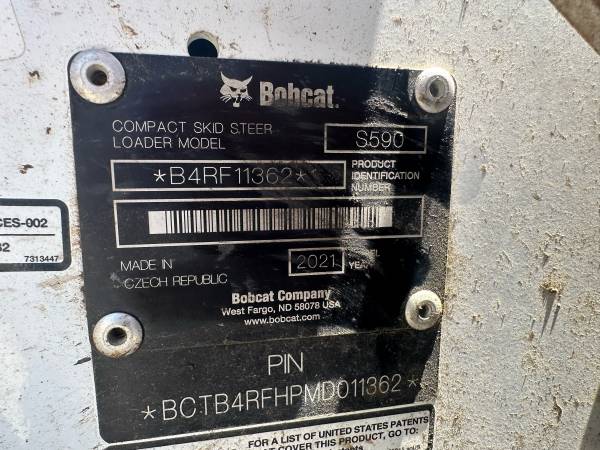 Bobcat.
COMPACT SKID STEER
LOADER MODEL
S590
*B4RF11362*
PRODUCT
IDENTIFICATION
NUMBER
CES-002
7313447
MADE IN
CZECH REPUBLIC
2021
Bobcat Company
West Fargo, ND 58078 USA
www.bobcat.com
PIN
*BCTB4RFHPMD011362*
FOR A LIST OF UNITED STATES PATENTS
COVER THIS PRODUCT, GO TO: